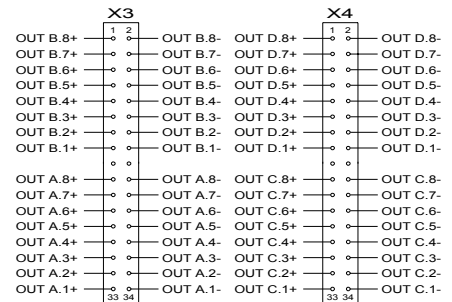 X3 X4
1 2 1 2
OUT B.8+ OUT B.8- OUT D.8+ OUT D.8-
OUT B.7+ OUT B.7- OUT D.7+ OUT D.7-
OUT B.6+ OUT B.6- OUT D.6+ OUT D.6-
OUT B.5+ OUT B.5- OUT D.5+ OUT D.5-
OUT B.4+ OUT B.4- OUT D.4+ OUT D.4-
OUT B.3+ OUT B.3- OUT D.3+ OUT D.3-
OUT B.2+ OUT B.2- OUT D.2+ OUT D.2-
OUT B.1+ OUT B.1- OUT D.1+ OUT D.1-
OUT A.8+ OUT A.8- OUT C.8+ OUT C.8-
OUT A.7+ OUT A.7- OUT C.7+ OUT C.7-
OUT A.6+ OUT A.6- OUT C.6+ OUT C.6-
OUT A.5+ OUT A.5- OUT C.5+ OUT C.5-
OUT A.4+ OUT A.4- OUT C.4+ OUT C.4-
OUT A.3+ OUT A.3- OUT C.3+ OUT C.3-
OUT A.2+ OUT A.2- OUT C.2+ OUT C.2-
OUT A.1+ OUT A.1- OUT C.1+ OUT C.1-
33 34 33 34